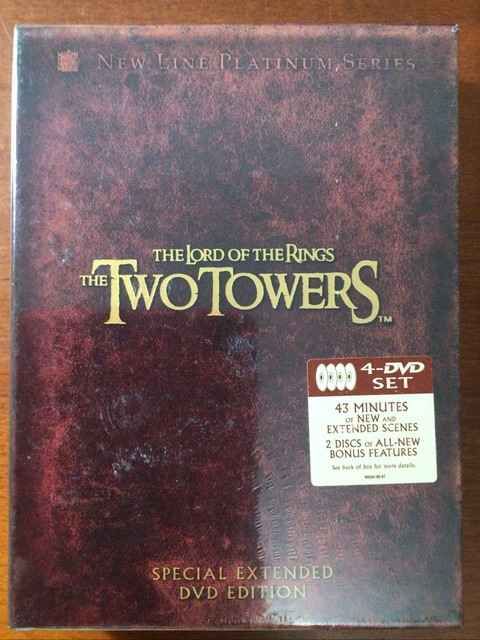 NEW LINE PLATINUM SERIES
THE LORD OF THE RINGS
THE TWO TOWERS™
4-DVD
SET
43 MINUTES
OF NEW AND
EXTENDED SCENES
2 DISCS OF ALL-NEW
BONUS FEATURES
See back of box for more details.
SPECIAL EXTENDED
DVD EDITION